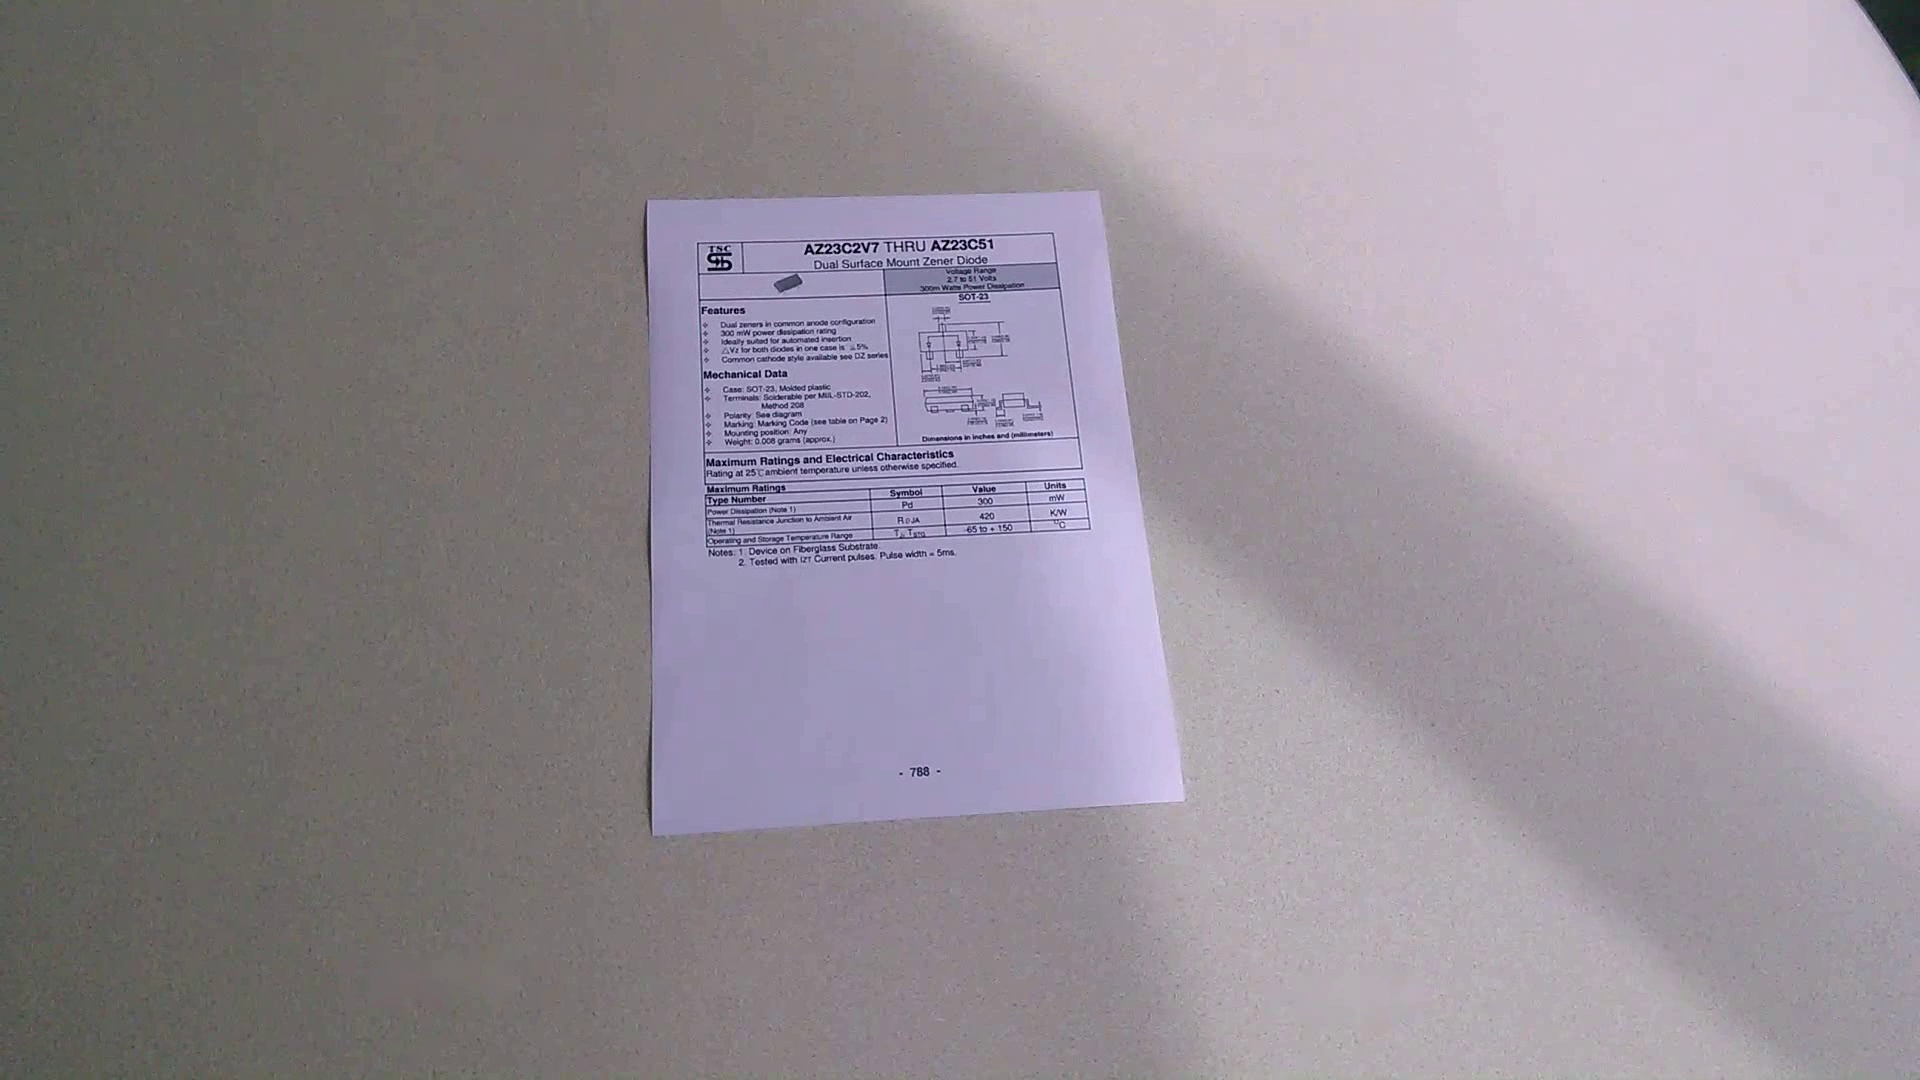 TSC
AZ23C2V7 THRU AZ23C51
Dual Surface Mount Zener Diode
Voltage Range
2.7 to 51 Volts
300m Watts Power Dissipation
SOT-23
Features
Dual zeners in common anode configuration
300 mW power dissipation rating
Ideally suited for automated insertion
△Vz for both diodes in one case is ≦5%
Common cathode style available see DZ series
Mechanical Data
Case: SOT-23, Molded plastic
Terminals: Solderable per MIIL-STD-202,
Method 208
Polarity: See diagram
Marking: Marking Code (see table on Page 2)
Mounting position: Any
Weight: 0.008 grams (approx.)
Dimensions in inches and (millimeters)
Maximum Ratings and Electrical Characteristics
Rating at 25℃ ambient temperature unless otherwise specified.
Maximum Ratings
Type Number Symbol Value Units
Power Dissipation (Note 1) Pd 300 mW
Thermal Resistance Junction to Ambient Air
(Note 1) RθJA 420 K/W
Operating and Storage Temperature Range TJ, TSTG -65 to + 150 °C
Notes: 1. Device on Fiberglass Substrate.
2. Tested with IZT Current pulses. Pulse width = 5ms.
- 788 -